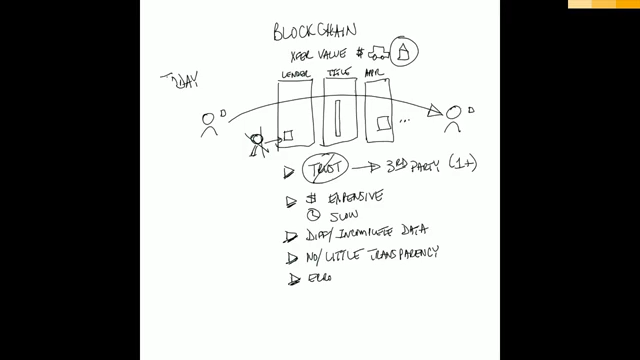 BLOCKCHAIN
XFER VALUE $
TODAY
LENDER TITLE APPR
D D
...
TRUST → 3RD PARTY (1+)
$ EXPENSIVE
SLOW
DIFF/INCOMPLETE DATA
NO/LITTLE TRANSPARENCY
ERRO